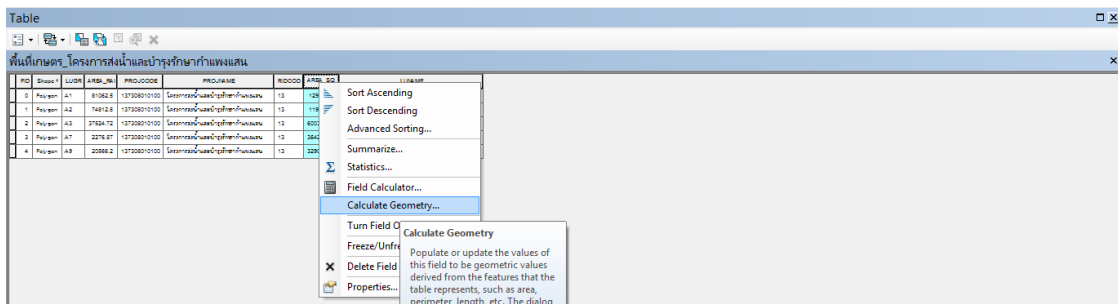 Table
พื้นที่เกษตร_โครงการส่งน้ำและบำรุงรักษากำแพงแสน
FID Shape * LUGR AREA_RAI PROJCODE PROJNAME RIDCOD AREA_SQ LUNAME
0 Polygon A1 81062.5 137308010100 โครงการส่งน้ำและบำรุงรักษากำแพงแสน 13 129
1 Polygon A2 74812.5 137308010100 โครงการส่งน้ำและบำรุงรักษากำแพงแสน 13 119
2 Polygon A3 37524.72 137308010100 โครงการส่งน้ำและบำรุงรักษากำแพงแสน 13 6003
3 Polygon A7 2276.87 137308010100 โครงการส่งน้ำและบำรุงรักษากำแพงแสน 13 3642
4 Polygon A9 20566.2 137308010100 โครงการส่งน้ำและบำรุงรักษากำแพงแสน 13 3290
Sort Ascending
Sort Descending
Advanced Sorting...
Summarize...
Statistics...
Field Calculator...
Calculate Geometry...
Turn Field O
Freeze/Unfre
Delete Field
Properties...
Calculate Geometry
Populate or update the values of
this field to be geometric values
derived from the features that the
table represents, such as area,
perimeter, length, etc. The dialog